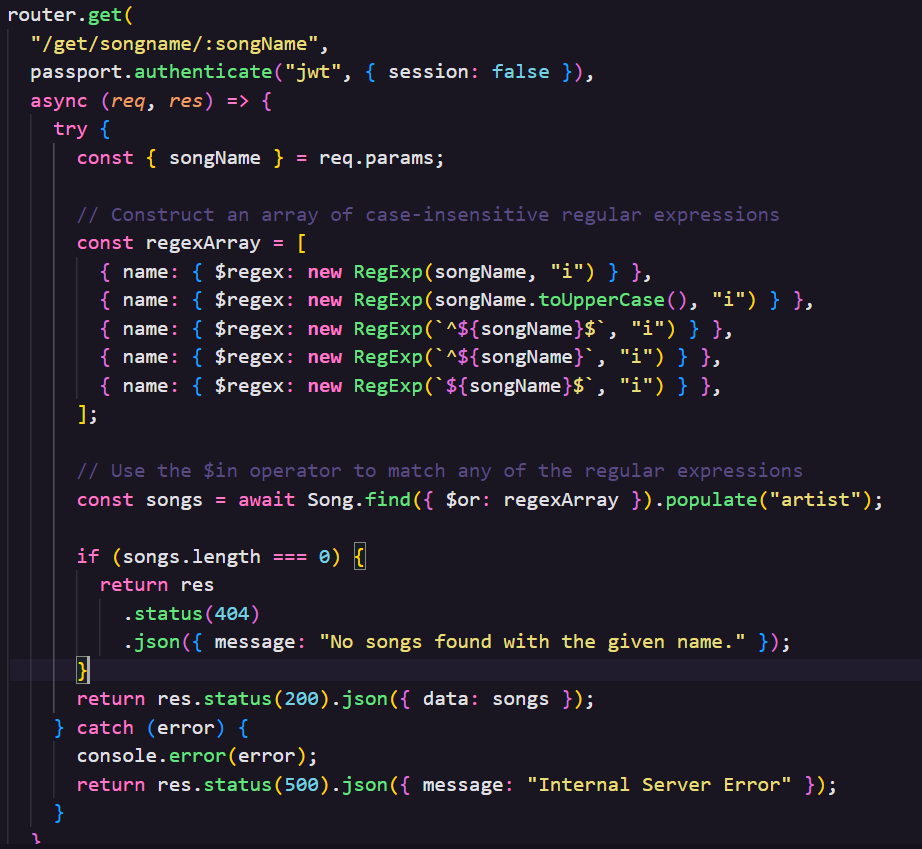 router.get(
  "/get/songname/:songName",
  passport.authenticate("jwt", { session: false }),
  async (req, res) => {
    try {
      const { songName } = req.params;

      // Construct an array of case-insensitive regular expressions
      const regexArray = [
        { name: { $regex: new RegExp(songName, "i") } },
        { name: { $regex: new RegExp(songName.toUpperCase(), "i") } },
        { name: { $regex: new RegExp(`^${songName}$`, "i") } },
        { name: { $regex: new RegExp(`^${songName}`, "i") } },
        { name: { $regex: new RegExp(`${songName}$`, "i") } },
      ];

      // Use the $in operator to match any of the regular expressions
      const songs = await Song.find({ $or: regexArray }).populate("artist");

      if (songs.length === 0) {
        return res
          .status(404)
          .json({ message: "No songs found with the given name." });
      }
      return res.status(200).json({ data: songs });
    } catch (error) {
      console.error(error);
      return res.status(500).json({ message: "Internal Server Error" });
    }
  }